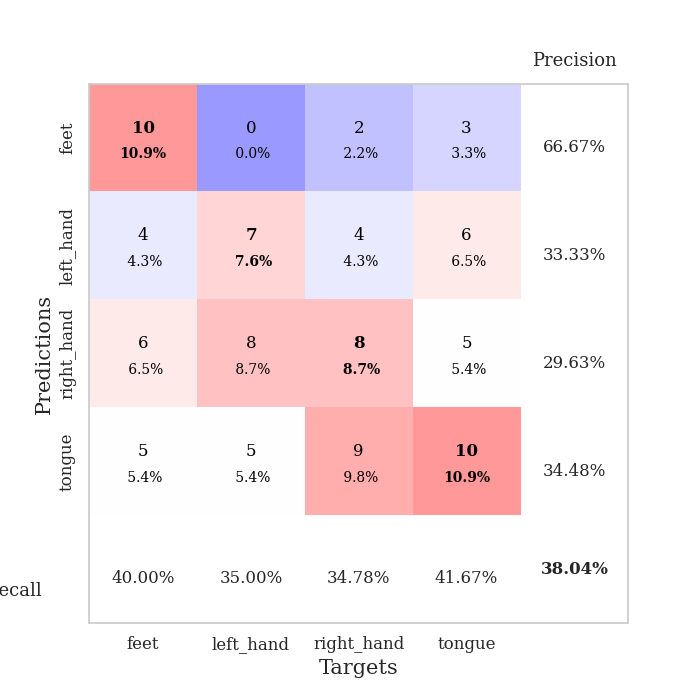 Precision
10 0 2 3
10.9% 0.0% 2.2% 3.3% 66.67%
feet
4 7 4 6
4.3% 7.6% 4.3% 6.5% 33.33%
left_hand
6 8 8 5
6.5% 8.7% 8.7% 5.4% 29.63%
right_hand
Predictions
5 5 9 10
5.4% 5.4% 9.8% 10.9% 34.48%
tongue
ecall 40.00% 35.00% 34.78% 41.67% 38.04%
feet left_hand right_hand tongue
Targets